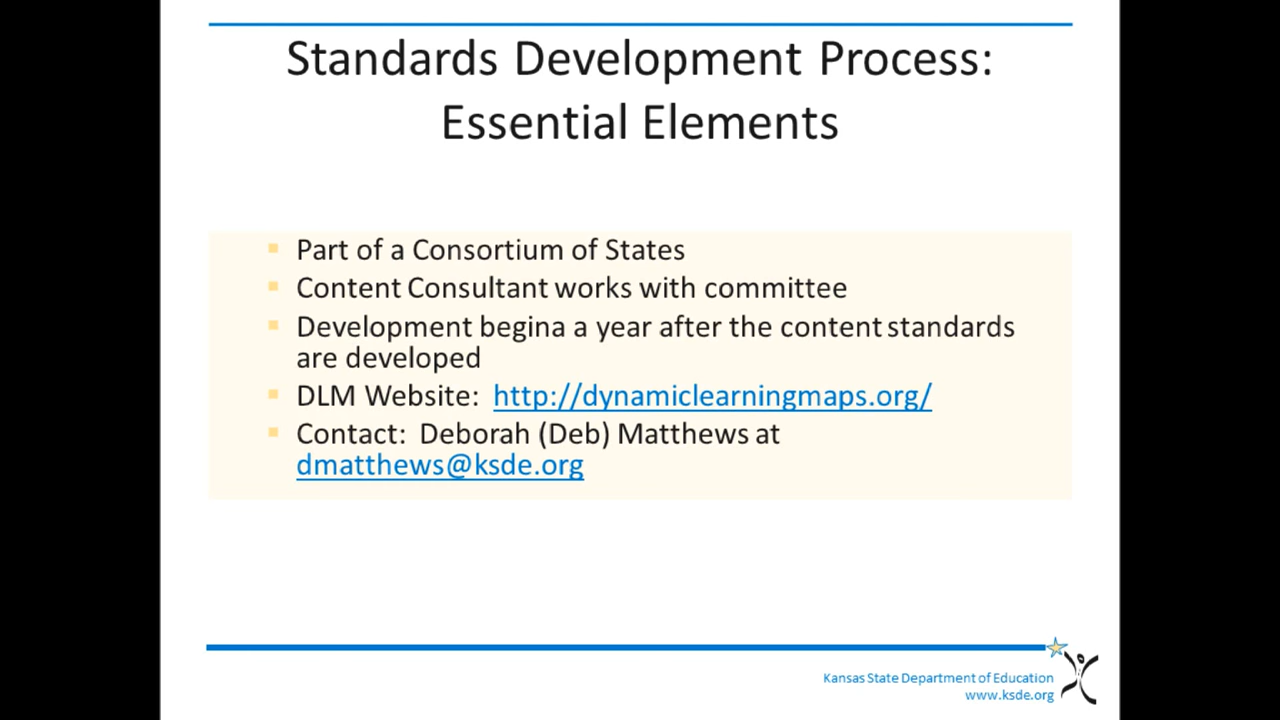 Standards Development Process:
Essential Elements
Part of a Consortium of States
Content Consultant works with committee
Development begina a year after the content standards
are developed
DLM Website: http://dynamiclearningmaps.org/
Contact: Deborah (Deb) Matthews at
dmatthews@ksde.org
Kansas State Department of Education
www.ksde.org